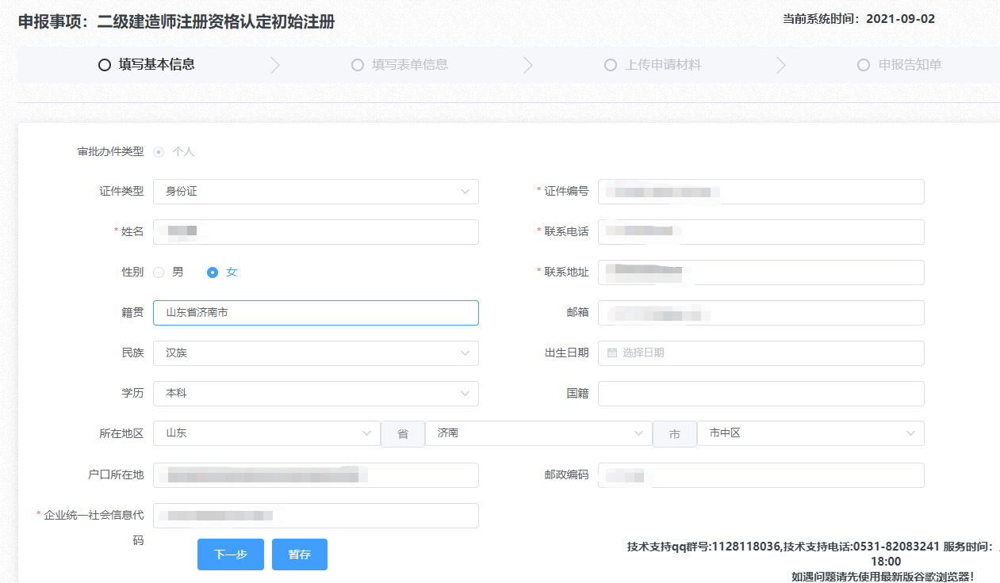 申报事项：二级建造师注册资格认定初始注册
当前系统时间：2021-09-02
填写基本信息
填写表单信息
上传申请材料
申报告知单
审批办件类型 个人
证件类型 身份证
* 证件编号
* 姓名
* 联系电话
性别 男 女
* 联系地址
籍贯 山东省济南市
邮箱
民族 汉族
出生日期 选择日期
学历 本科
国籍
所在地区 山东 省 济南 市 市中区
户口所在地
邮政编码
* 企业统一社会信息代
码
下一步 暂存
技术支持qq群号:1128118036,技术支持电话:0531-82083241 服务时间：
18:00
如遇问题请先使用最新版谷歌浏览器！